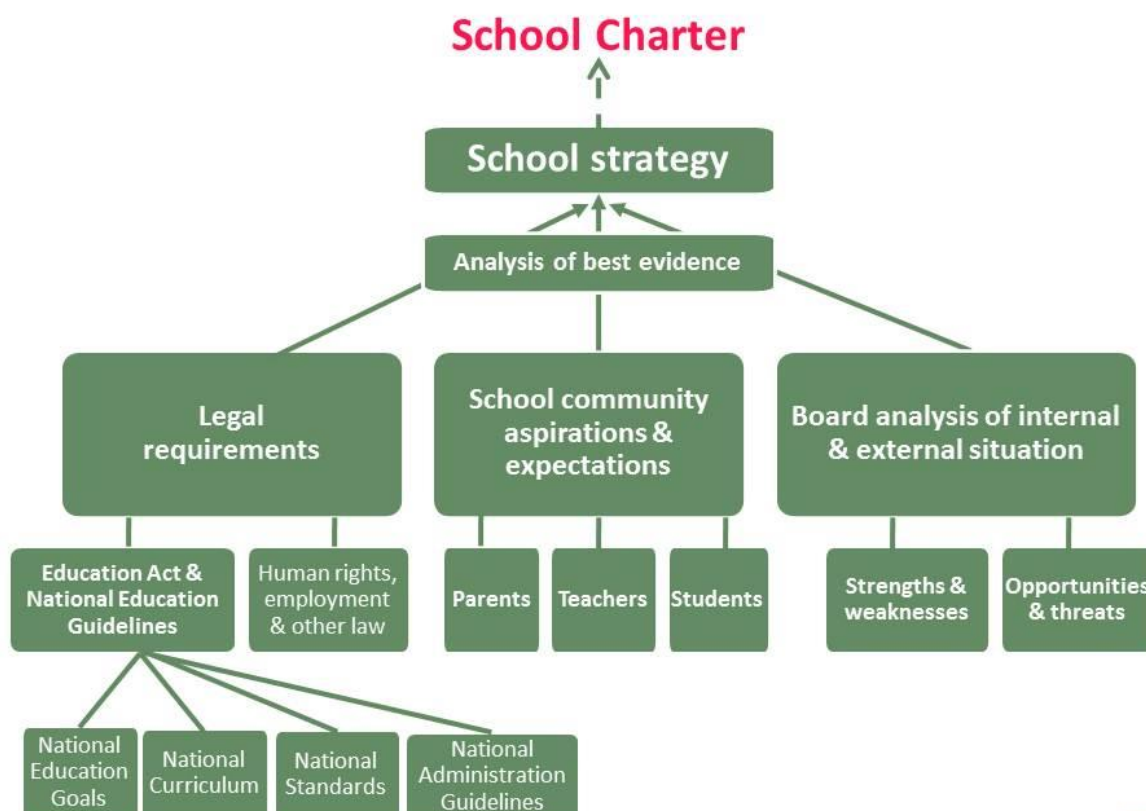 School Charter
School strategy
Analysis of best evidence
Legal
requirements
School community
aspirations &
expectations
Board analysis of internal
& external situation
Education Act &
National Education
Guidelines
Human rights,
employment
& other law
Parents
Teachers
Students
Strengths &
weaknesses
Opportunities
& threats
National
Education
Goals
National
Curriculum
National
Standards
National
Administration
Guidelines